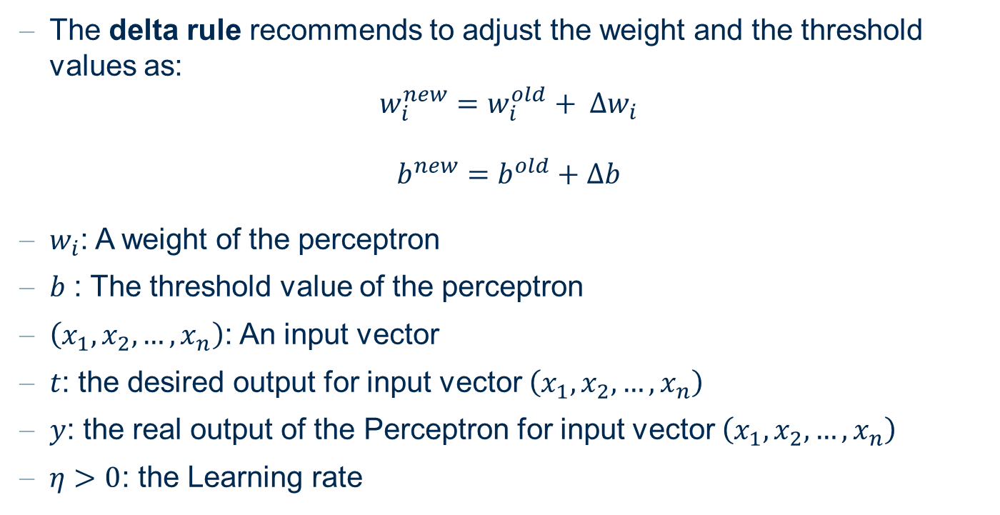 – The delta rule recommends to adjust the weight and the threshold
values as:
$w_i^{new} = w_i^{old} + \Delta w_i$
$b^{new} = b^{old} + \Delta b$
– $w_i$: A weight of the perceptron
– $b$ : The threshold value of the perceptron
– $(x_1, x_2, \ldots, x_n)$: An input vector
– $t$: the desired output for input vector $(x_1, x_2, \ldots, x_n)$
– $y$: the real output of the Perceptron for input vector $(x_1, x_2, \ldots, x_n)$
– $\eta > 0$: the Learning rate